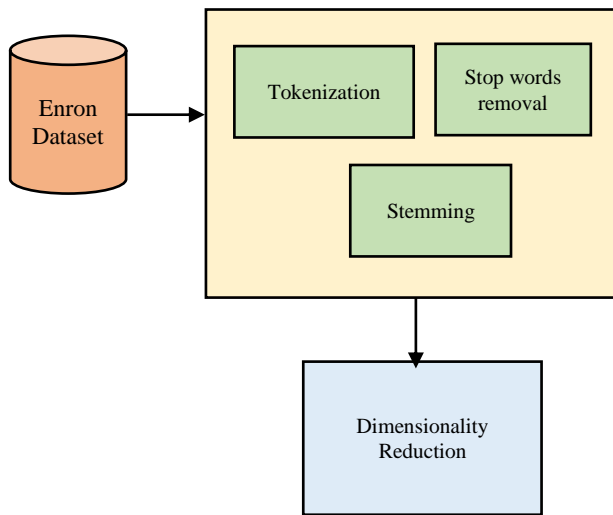 Enron
Dataset
Tokenization
Stop words
removal
Stemming
Dimensionality
Reduction